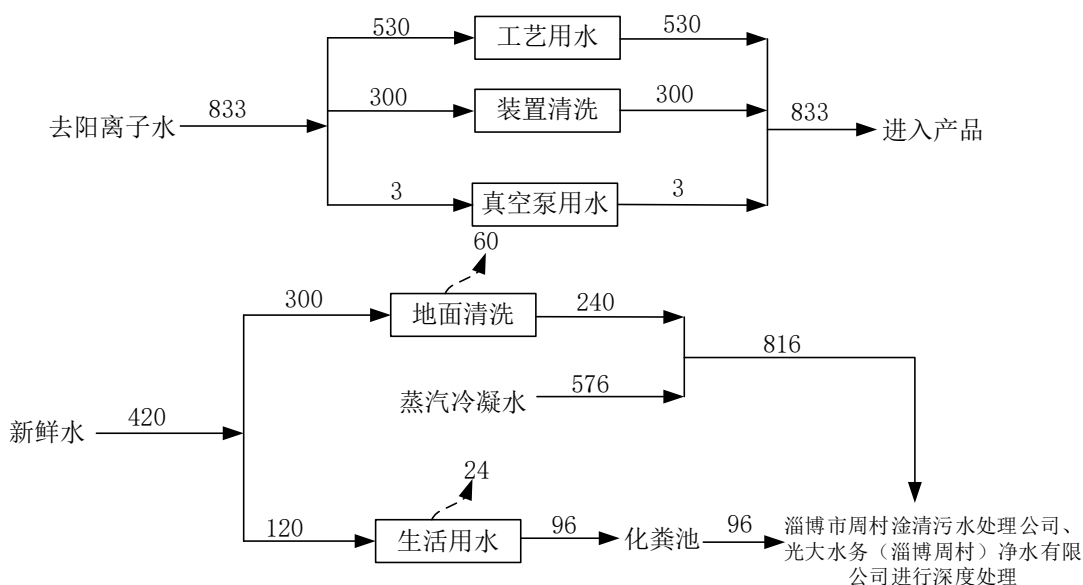 530
工艺用水
530
去阳离子水
833
300
装置清洗
300
833
进入产品
3
真空泵用水
3
60
300
地面清洗
240
816
蒸汽冷凝水
576
新鲜水
420
24
120
生活用水
96
化粪池
96
淄博市周村淦清污水处理公司、
光大水务（淄博周村）净水有限
公司进行深度处理